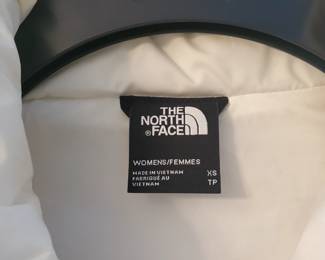 THE
NORTH
®FACE
WOMENS/FEMMES
MADE IN VIETNAM XS
FABRIQUÉ AU TP
VIETNAM